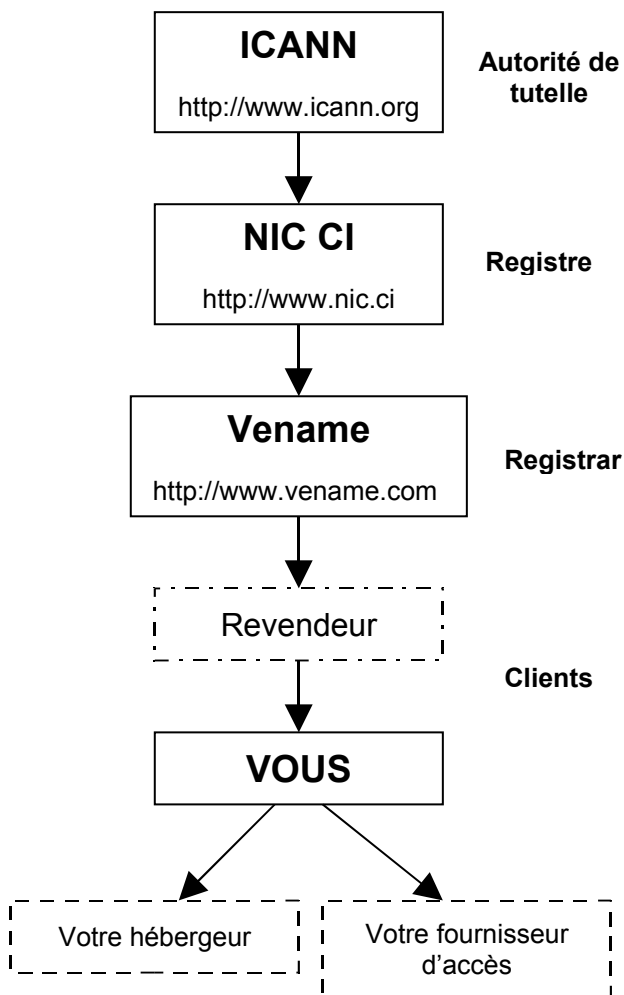 ICANN
http://www.icann.org
Autorité de
tutelle
NIC CI
http://www.nic.ci
Registre
Vename
http://www.vename.com
Registrar
Revendeur
Clients
VOUS
Votre hébergeur
Votre fournisseur
d'accès